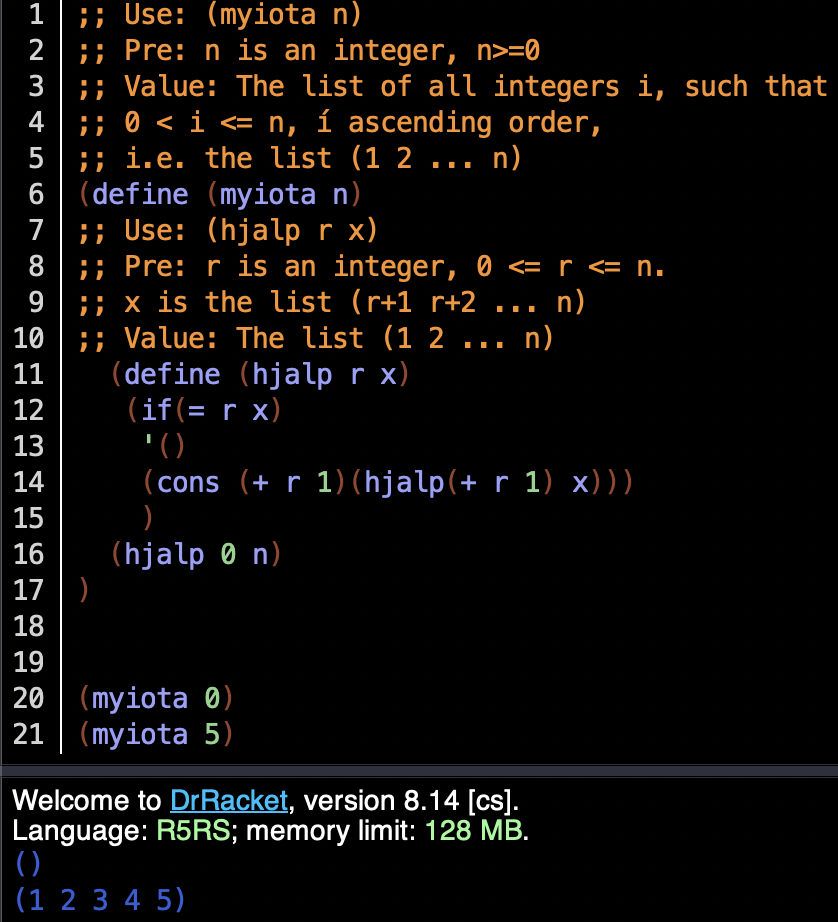 1 ;; Use: (myiota n)
2 ;; Pre: n is an integer, n>=0
3 ;; Value: The list of all integers i, such that
4 ;; 0 < i <= n, í ascending order,
5 ;; i.e. the list (1 2 ... n)
6 (define (myiota n)
7 ;; Use: (hjalp r x)
8 ;; Pre: r is an integer, 0 <= r <= n.
9 ;; x is the list (r+1 r+2 ... n)
10 ;; Value: The list (1 2 ... n)
11   (define (hjalp r x)
12    (if(= r x)
13     '()
14     (cons (+ r 1)(hjalp(+ r 1) x)))
15     )
16   (hjalp 0 n)
17 )
18
19
20 (myiota 0)
21 (myiota 5)
Welcome to DrRacket, version 8.14 [cs].
Language: R5RS; memory limit: 128 MB.
()
(1 2 3 4 5)